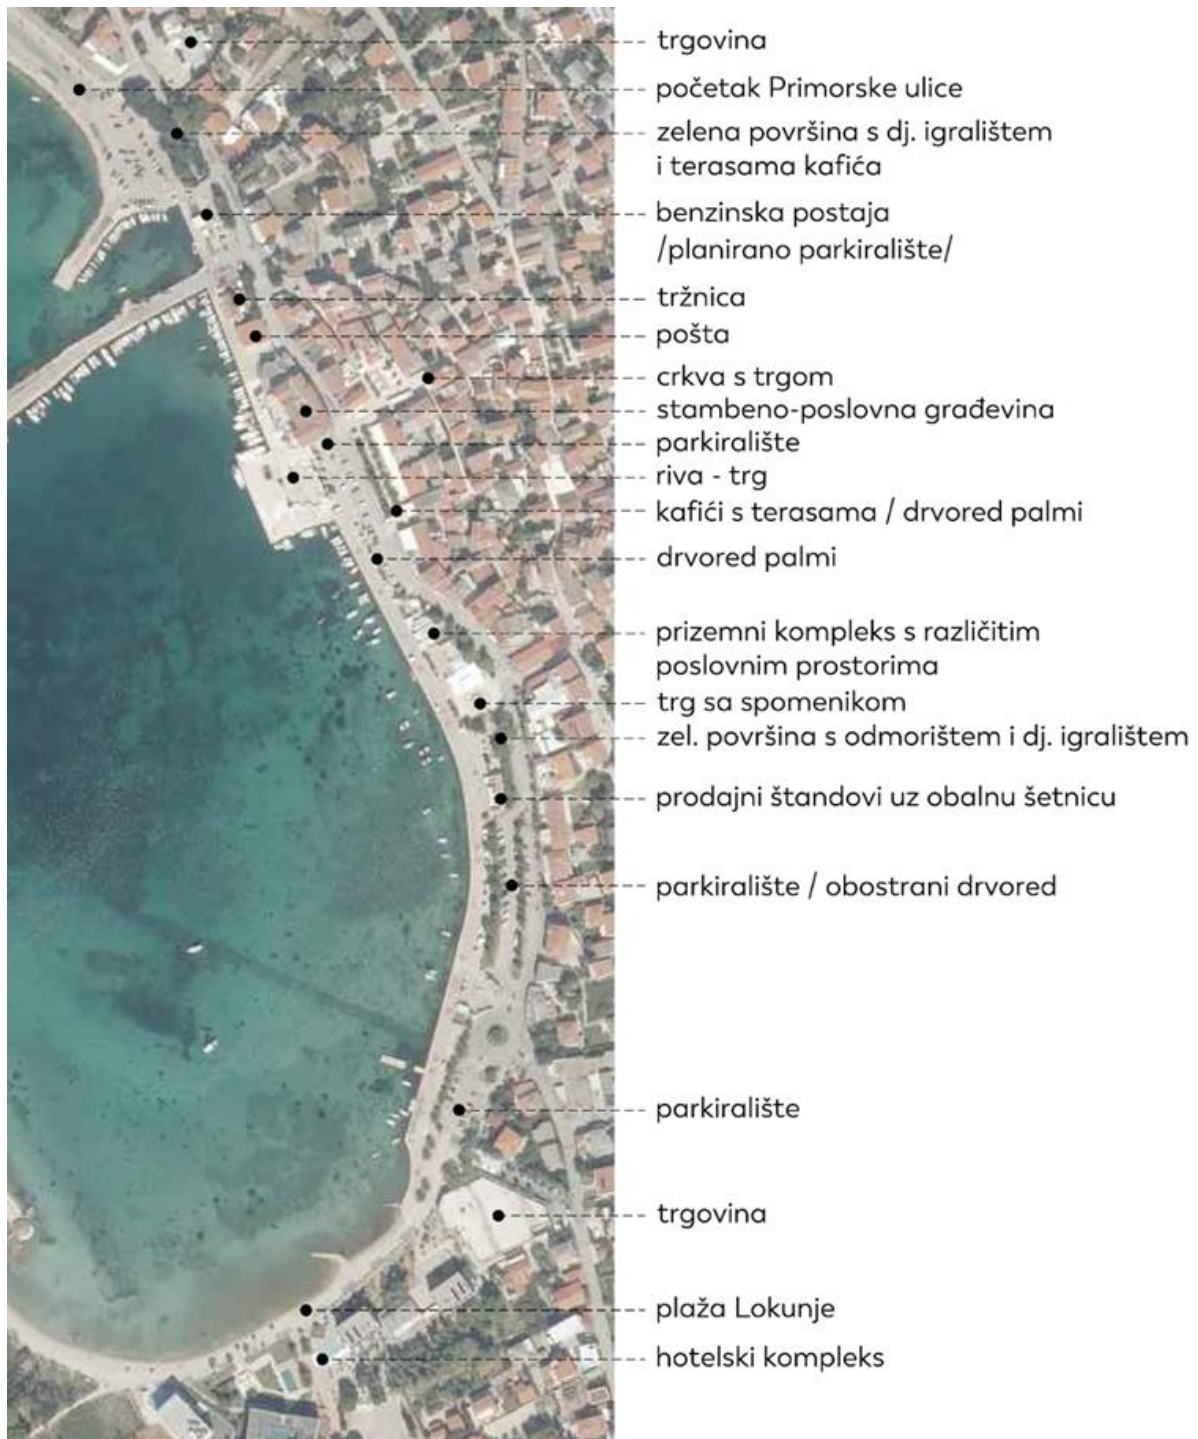 trgovina
početak Primorske ulice
zelena površina s dj. igralištem
i terasama kafića
benzinska postaja
/planirano parkiralište/
tržnica
pošta
crkva s trgom
stambeno-poslovna građevina
parkiralište
riva - trg
kafići s terasama / drvored palmi
drvored palmi
prizemni kompleks s različitim
poslovnim prostorima
trg sa spomenikom
zel. površina s odmorištem i dj. igralištem
prodajni štandovi uz obalnu šetnicu
parkiralište / obostrani drvored
parkiralište
trgovina
plaža Lokunje
hotelski kompleks